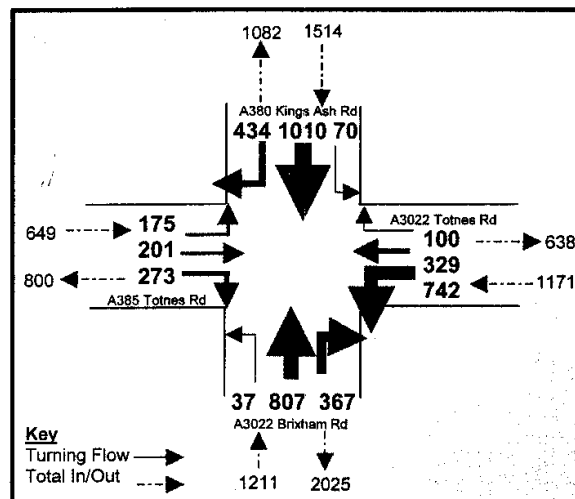 1082 1514
A380 Kings Ash Rd
434 1010 70
649 175 A3022 Totnes Rd
201 100 638
800 273 329
A385 Totnes Rd 742 1171
37 807 367
A3022 Brixham Rd
Key
Turning Flow
Total In/Out
1211 2025